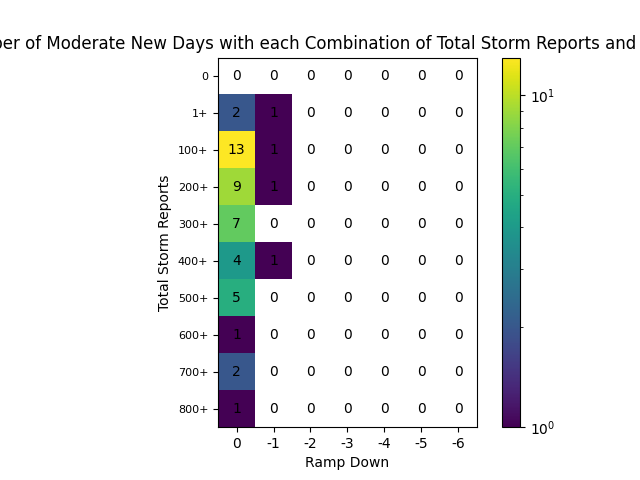 of Moderate New Days with each Combination of Total Storm Reports and
0 0 0 0 0 0 0 0
1+ 2 1 0 0 0 0 0
100+ 13 1 0 0 0 0 0
200+ 9 1 0 0 0 0 0
300+ 7 0 0 0 0 0 0
400+ 4 1 0 0 0 0 0
500+ 5 0 0 0 0 0 0
600+ 1 0 0 0 0 0 0
700+ 2 0 0 0 0 0 0
800+ 1 0 0 0 0 0 0
0 -1 -2 -3 -4 -5 -6
Ramp Down
Total Storm Reports
10¹
10⁰